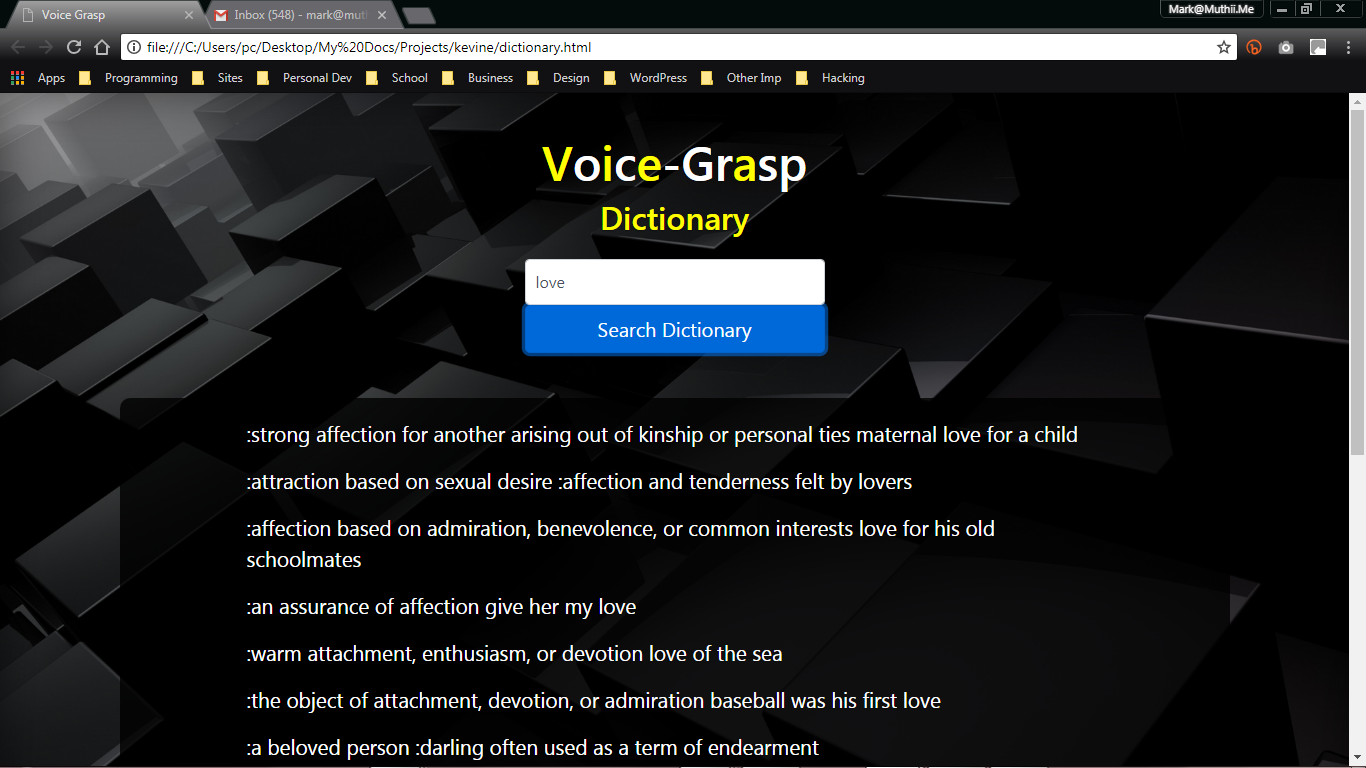 Voice Grasp
Inbox (548) - mark@mut
Mark@Muthii.Me
file:///C:/Users/pc/Desktop/My%20Docs/Projects/kevine/dictionary.html
Apps Programming Sites Personal Dev School Business Design WordPress Other Imp Hacking
Voice-Grasp
Dictionary
love
Search Dictionary
:strong affection for another arising out of kinship or personal ties maternal love for a child
:attraction based on sexual desire :affection and tenderness felt by lovers
:affection based on admiration, benevolence, or common interests love for his old
schoolmates
:an assurance of affection give her my love
:warm attachment, enthusiasm, or devotion love of the sea
:the object of attachment, devotion, or admiration baseball was his first love
:a beloved person :darling often used as a term of endearment